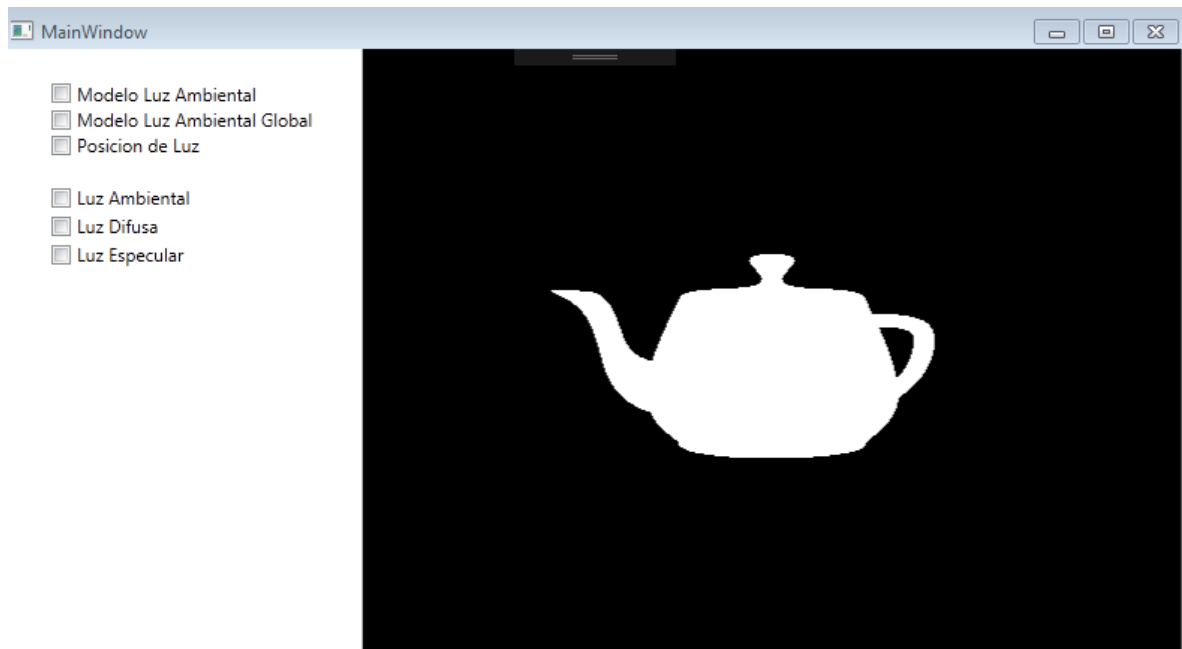 MainWindow
Modelo Luz Ambiental
Modelo Luz Ambiental Global
Posicion de Luz
Luz Ambiental
Luz Difusa
Luz Especular